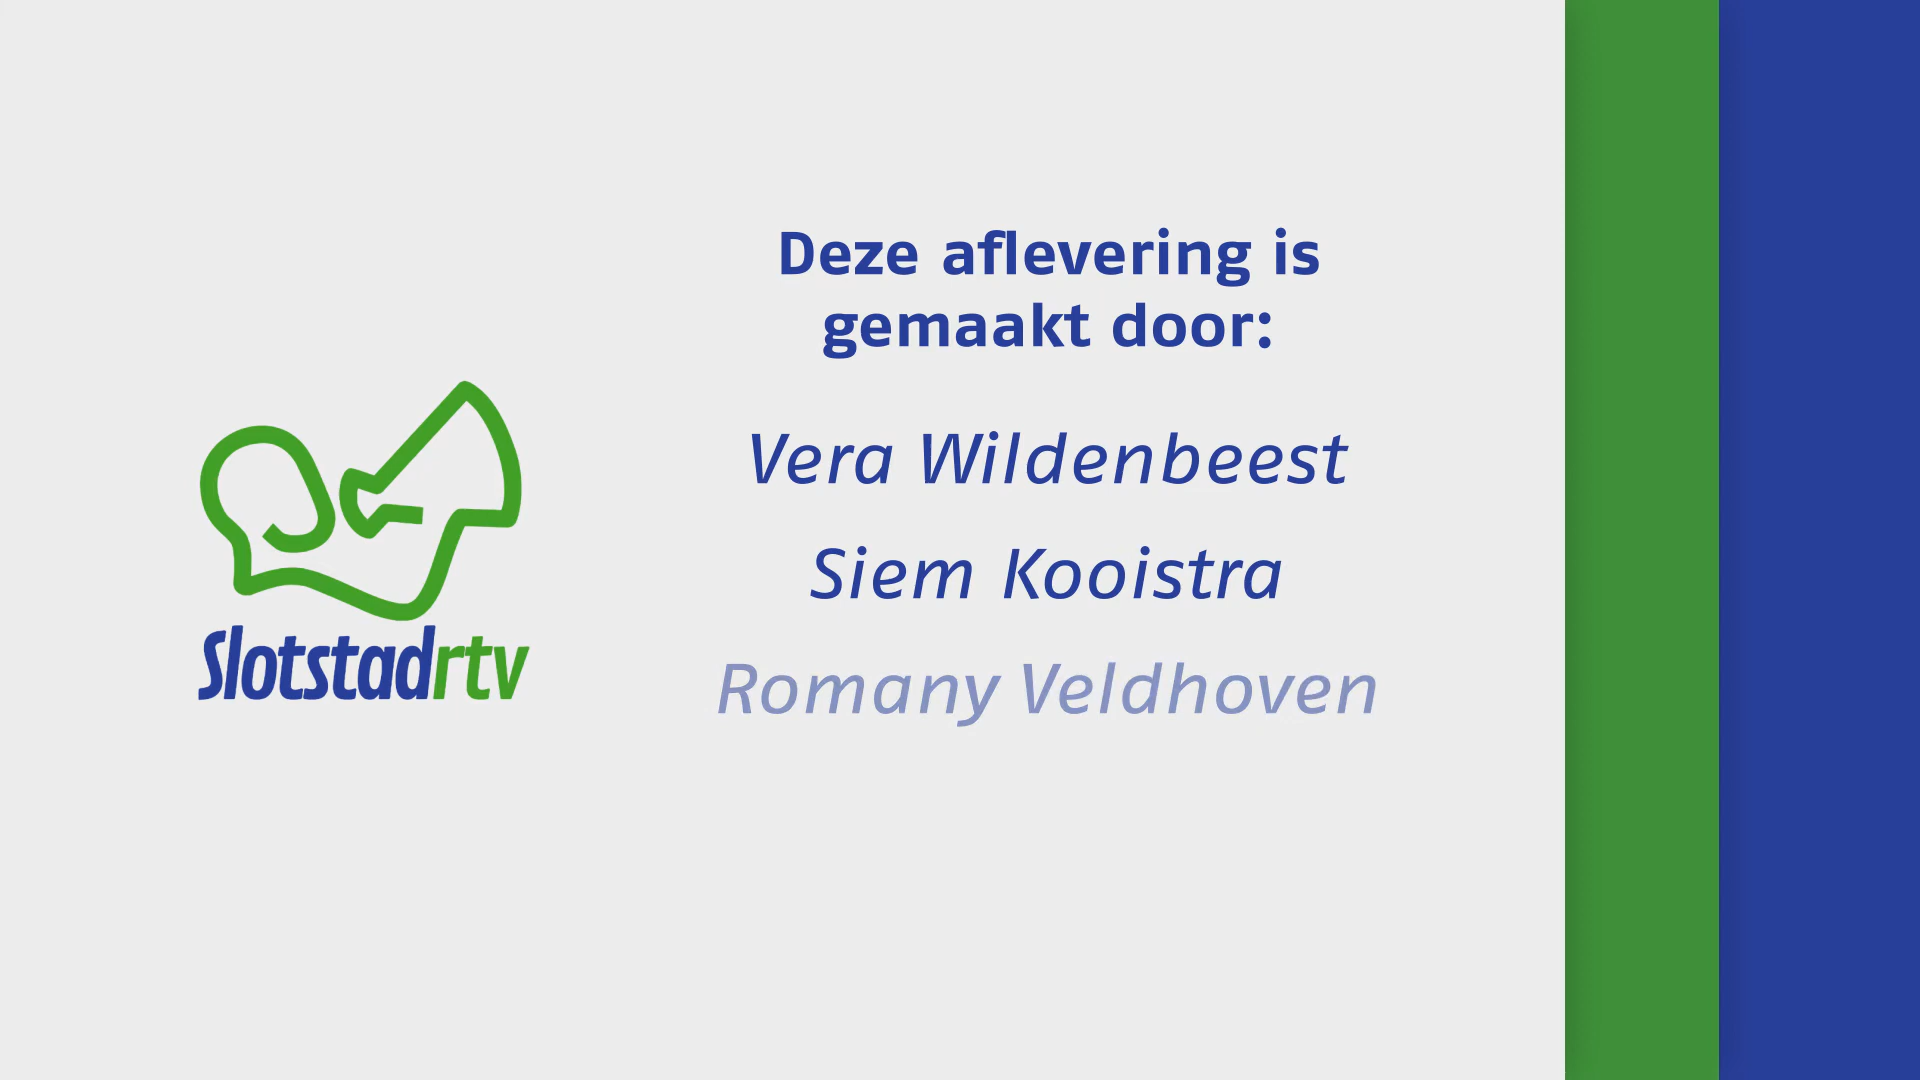 Deze aflevering is
gemaakt door:
Vera Wildenbeest
Siem Kooistra
Romany Veldhoven
Slotstadrtv